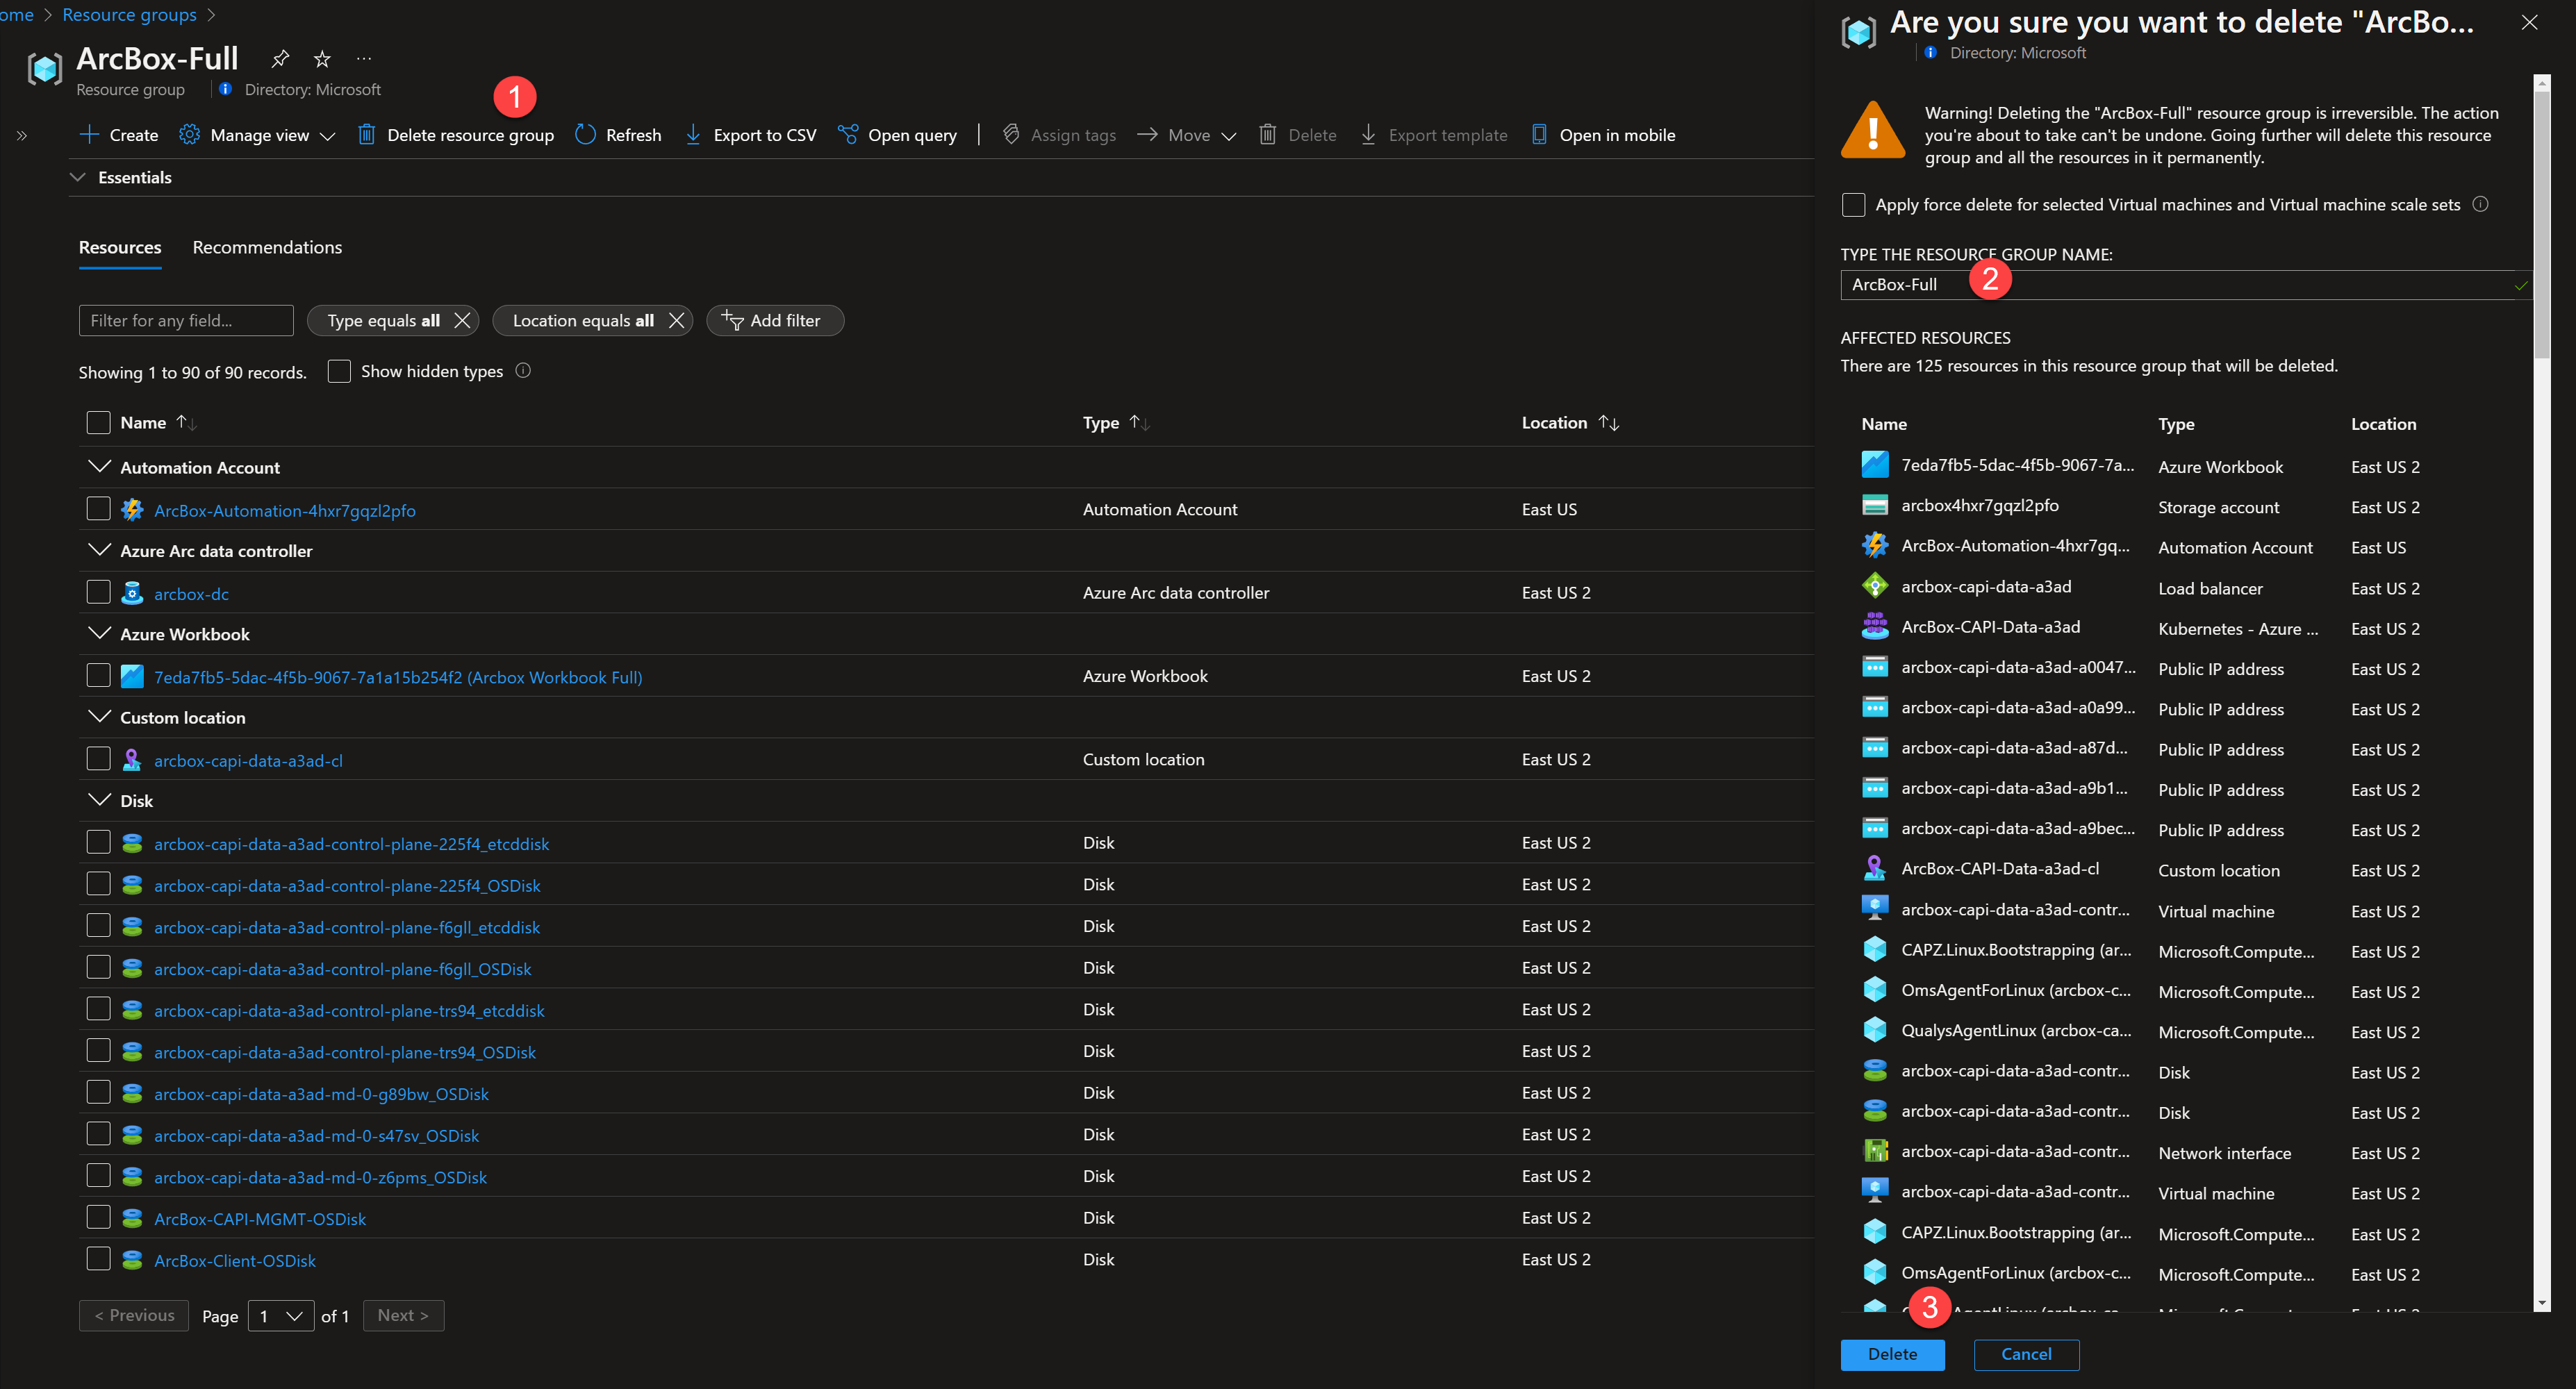 ome > Resource groups >
ArcBox-Full ...
Resource group | Directory: Microsoft
1
» Create Manage view Delete resource group Refresh Export to CSV Open query | Assign tags Move Delete Export template Open in mobile
Essentials
Resources Recommendations
Filter for any field... Type equals all Location equals all Add filter
Showing 1 to 90 of 90 records. Show hidden types
Name Type Location
Automation Account
ArcBox-Automation-4hxr7gqzl2pfo Automation Account East US
Azure Arc data controller
arcbox-dc Azure Arc data controller East US 2
Azure Workbook
7eda7fb5-5dac-4f5b-9067-7a1a15b254f2 (Arcbox Workbook Full) Azure Workbook East US 2
Custom location
arcbox-capi-data-a3ad-cl Custom location East US 2
Disk
arcbox-capi-data-a3ad-control-plane-225f4_etcddisk Disk East US 2
arcbox-capi-data-a3ad-control-plane-225f4_OSDisk Disk East US 2
arcbox-capi-data-a3ad-control-plane-f6gll_etcddisk Disk East US 2
arcbox-capi-data-a3ad-control-plane-f6gll_OSDisk Disk East US 2
arcbox-capi-data-a3ad-control-plane-trs94_etcddisk Disk East US 2
arcbox-capi-data-a3ad-control-plane-trs94_OSDisk Disk East US 2
arcbox-capi-data-a3ad-md-0-g89bw_OSDisk Disk East US 2
arcbox-capi-data-a3ad-md-0-s47sv_OSDisk Disk East US 2
arcbox-capi-data-a3ad-md-0-z6pms_OSDisk Disk East US 2
ArcBox-CAPI-MGMT-OSDisk Disk East US 2
ArcBox-Client-OSDisk Disk East US 2
< Previous Page 1 of 1 Next >
Are you sure you want to delete "ArcBo...
Directory: Microsoft
Warning! Deleting the "ArcBox-Full" resource group is irreversible. The action
you're about to take can't be undone. Going further will delete this resource
group and all the resources in it permanently.
Apply force delete for selected Virtual machines and Virtual machine scale sets
TYPE THE RESOURCE GROUP NAME:
ArcBox-Full 2
AFFECTED RESOURCES
There are 125 resources in this resource group that will be deleted.
Name Type Location
7eda7fb5-5dac-4f5b-9067-7a... Azure Workbook East US 2
arcbox4hxr7gqzl2pfo Storage account East US 2
ArcBox-Automation-4hxr7gq... Automation Account East US
arcbox-capi-data-a3ad Load balancer East US 2
ArcBox-CAPI-Data-a3ad Kubernetes - Azure ... East US 2
arcbox-capi-data-a3ad-a0047... Public IP address East US 2
arcbox-capi-data-a3ad-a0a99... Public IP address East US 2
arcbox-capi-data-a3ad-a87d... Public IP address East US 2
arcbox-capi-data-a3ad-a9b1... Public IP address East US 2
arcbox-capi-data-a3ad-a9bec... Public IP address East US 2
ArcBox-CAPI-Data-a3ad-cl Custom location East US 2
arcbox-capi-data-a3ad-contr... Virtual machine East US 2
CAPZ.Linux.Bootstrapping (ar... Microsoft.Compute... East US 2
OmsAgentForLinux (arcbox-c... Microsoft.Compute... East US 2
QualysAgentLinux (arcbox-ca... Microsoft.Compute... East US 2
arcbox-capi-data-a3ad-contr... Disk East US 2
arcbox-capi-data-a3ad-contr... Disk East US 2
arcbox-capi-data-a3ad-contr... Network interface East US 2
arcbox-capi-data-a3ad-contr... Virtual machine East US 2
CAPZ.Linux.Bootstrapping (ar... Microsoft.Compute... East US 2
OmsAgentForLinux (arcbox-c... Microsoft.Compute... East US 2
3
Delete Cancel